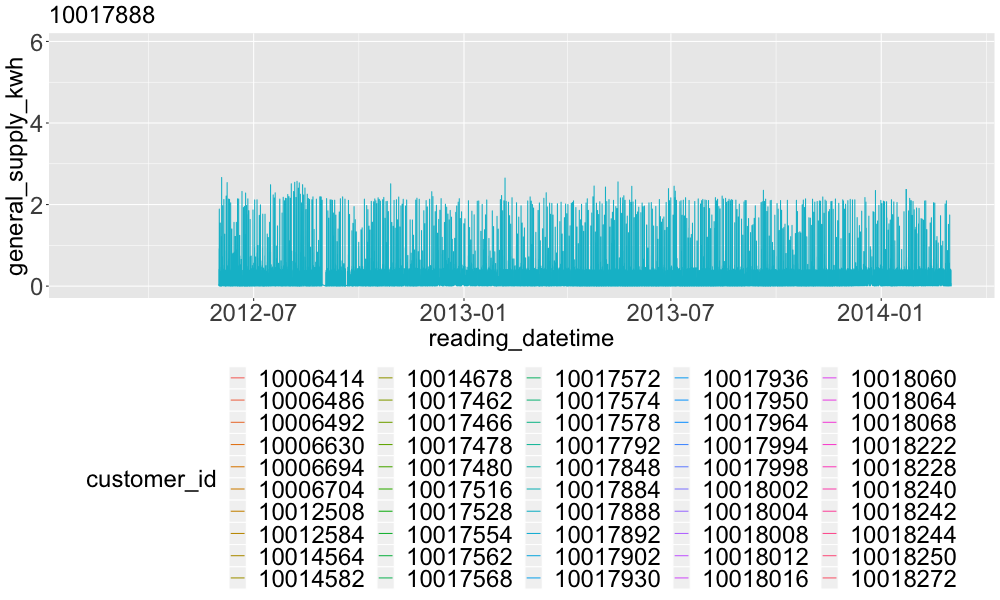 10017888
general_supply_kwh
6
4
2
0
2012-07 2013-01 2013-07 2014-01
reading_datetime
customer_id
10006414 10014678 10017572 10017936 10018060
10006486 10017462 10017574 10017950 10018064
10006492 10017466 10017578 10017964 10018068
10006630 10017478 10017792 10017994 10018222
10006694 10017480 10017848 10017998 10018228
10006704 10017516 10017884 10018002 10018240
10012508 10017528 10017888 10018004 10018242
10012584 10017554 10017892 10018008 10018244
10014564 10017562 10017902 10018012 10018250
10014582 10017568 10017930 10018016 10018272